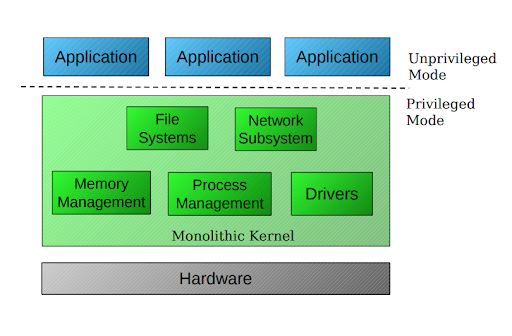 Application
Application
Application
Unprivileged
Mode
Privileged
Mode
File
Systems
Network
Subsystem
Memory
Management
Process
Management
Drivers
Monolithic Kernel
Hardware